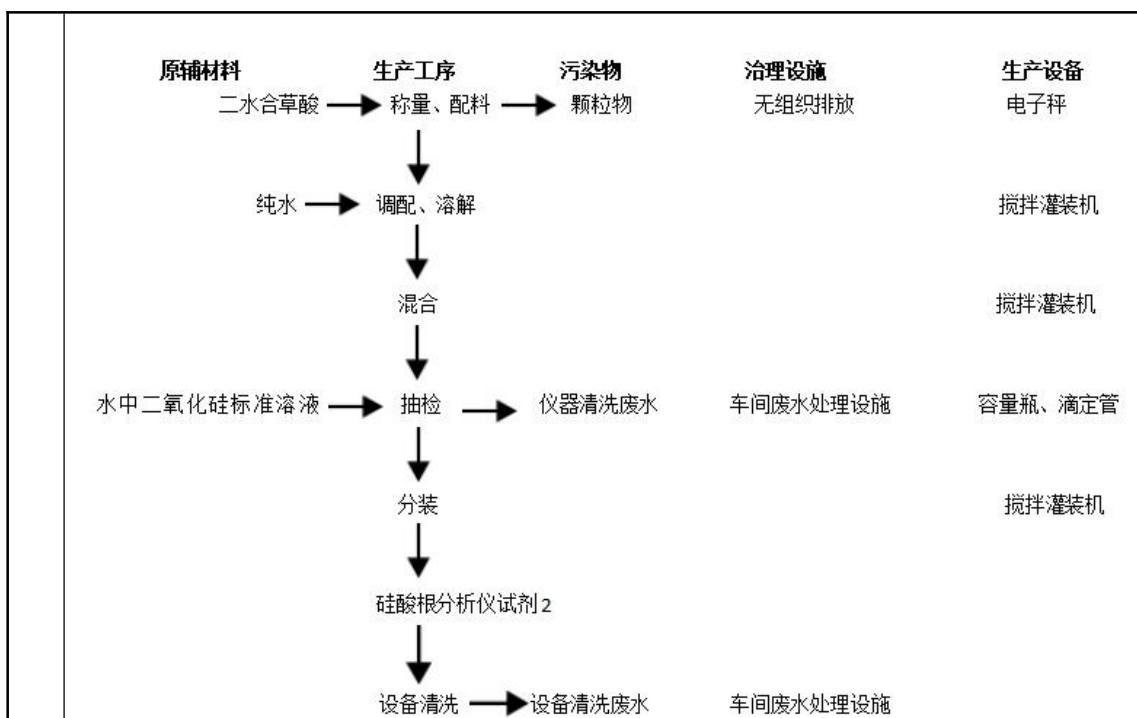 原辅材料 生产工序 污染物 治理设施 生产设备
二水合草酸 称量、配料 颗粒物 无组织排放 电子秤
纯水 调配、溶解 搅拌灌装机
混合 搅拌灌装机
水中二氧化硅标准溶液 抽检 仪器清洗废水 车间废水处理设施 容量瓶、滴定管
分装 搅拌灌装机
硅酸根分析仪试剂2
设备清洗 设备清洗废水 车间废水处理设施